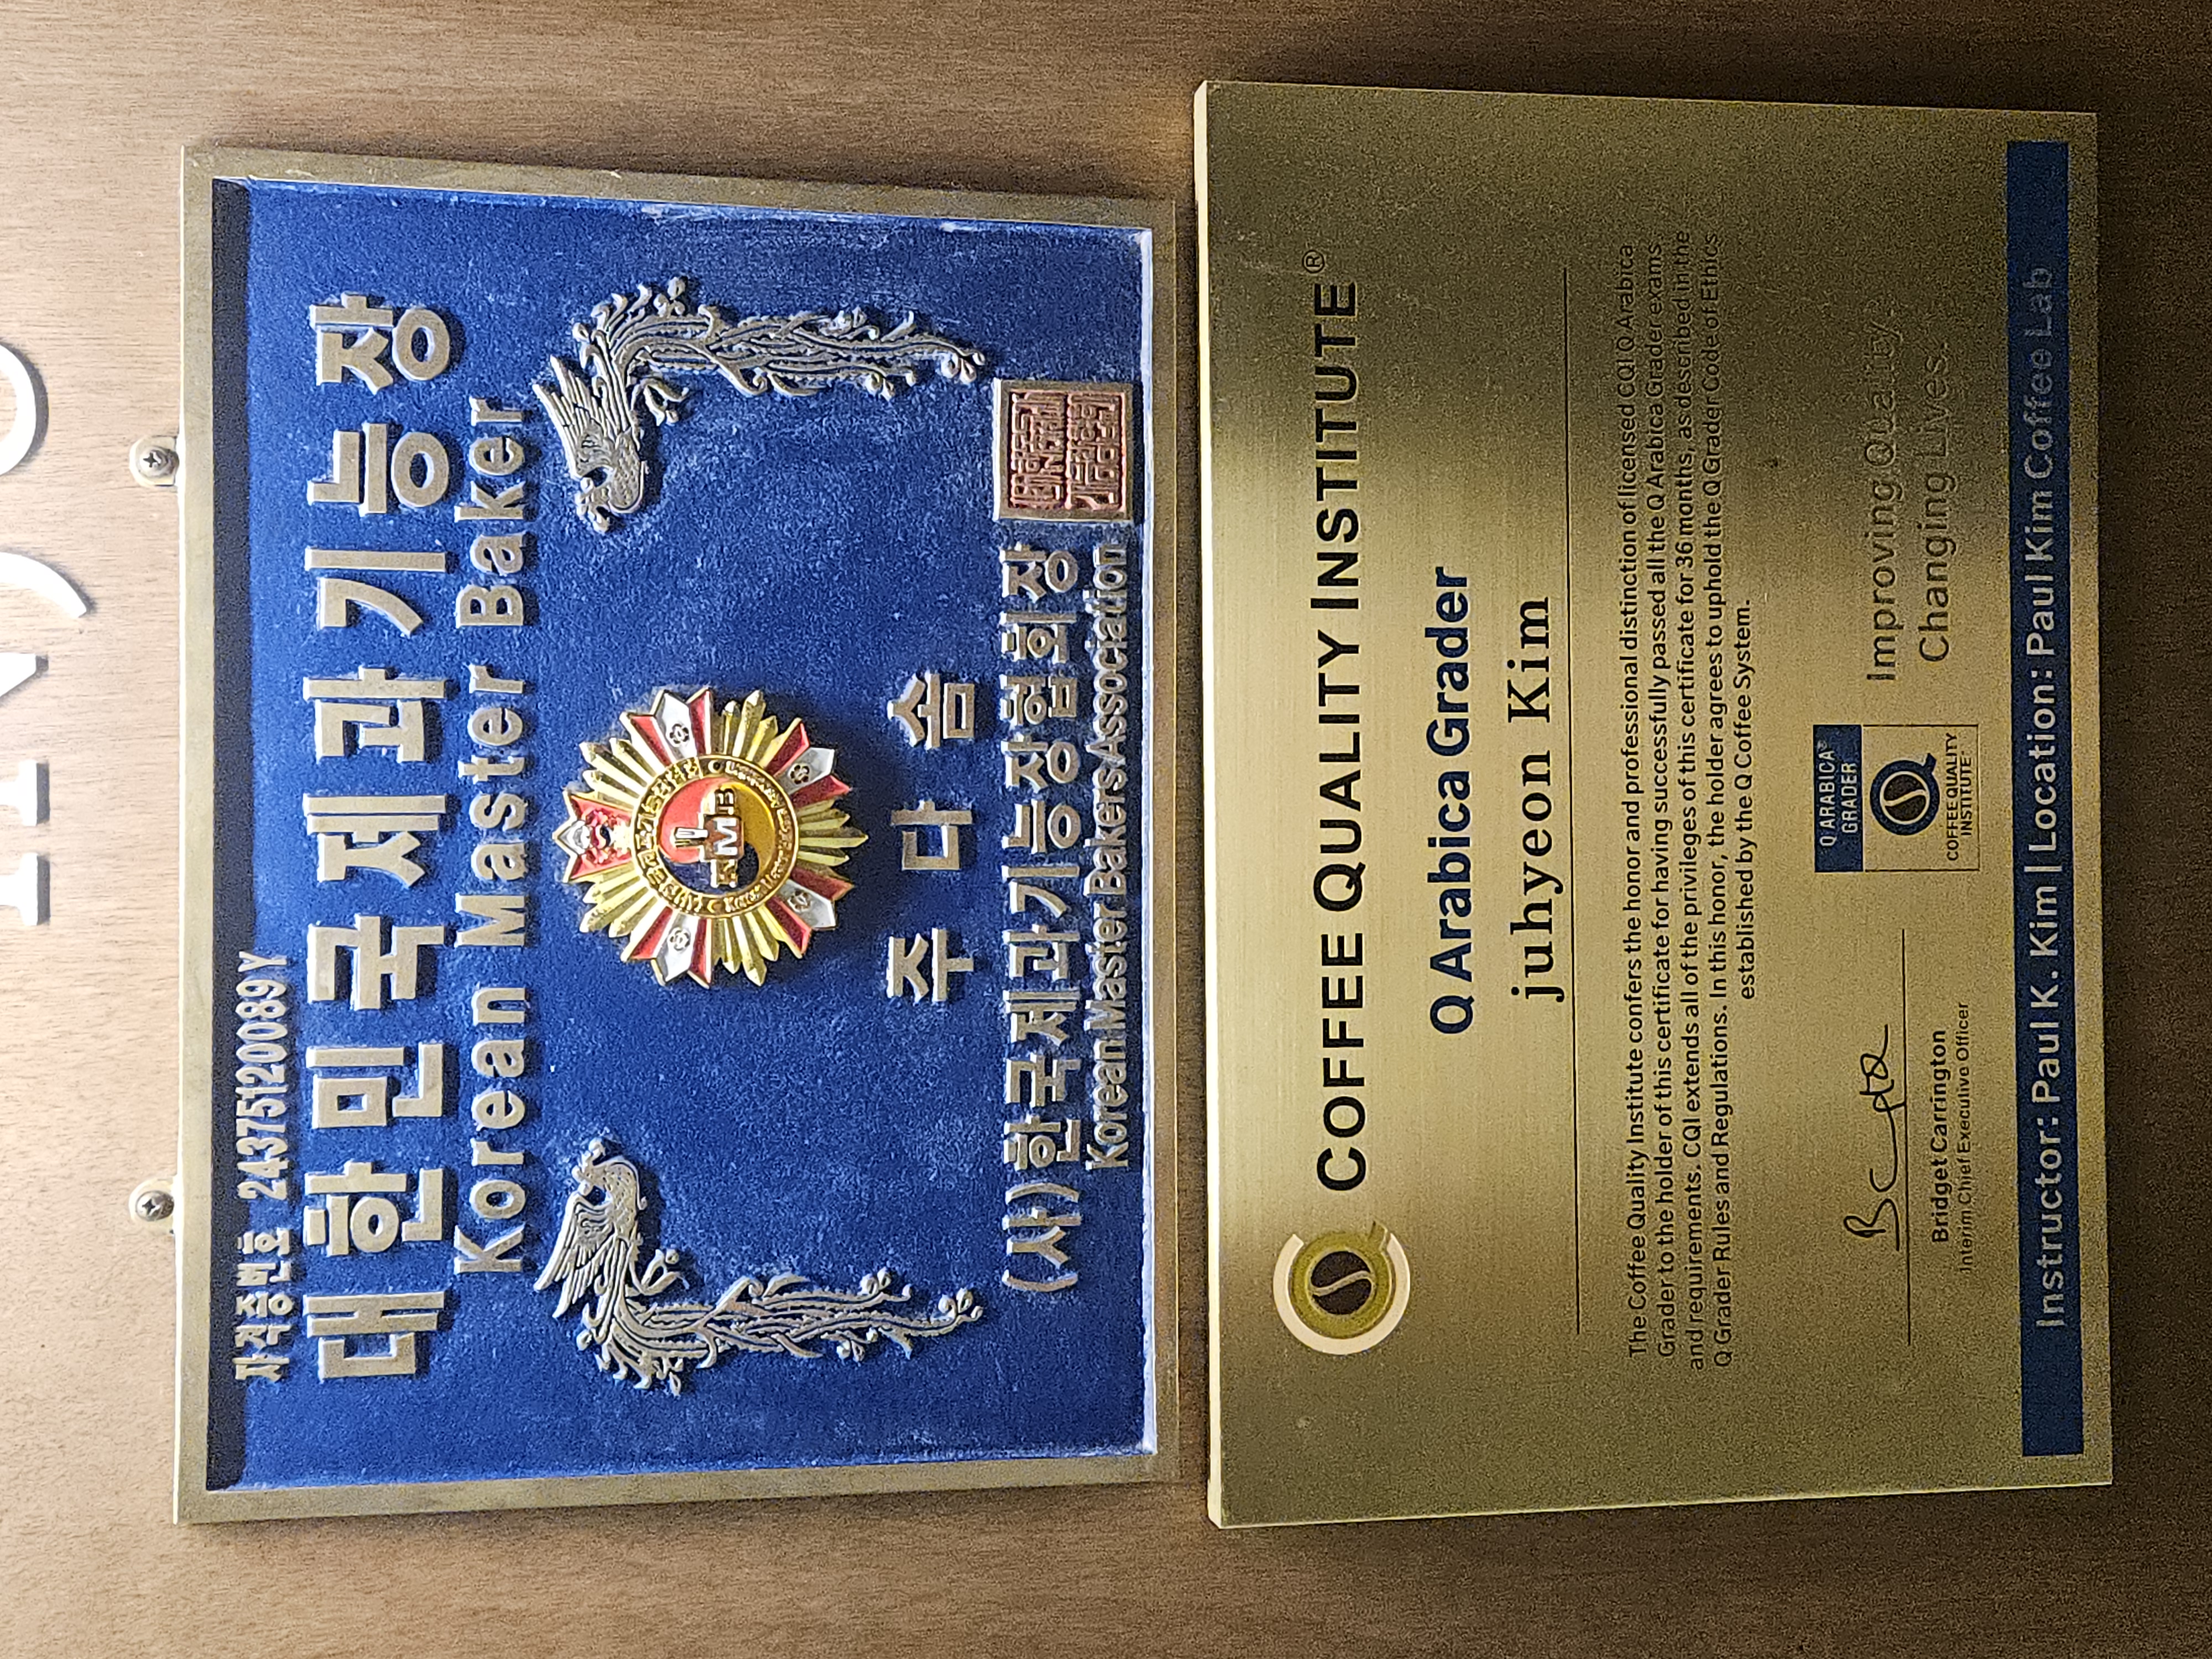 자격증번호 24375120089Y
대한민국제과기능장
Korean Master Baker
KMB
주다솜
(사)한국제과기능장협회장
Korean Master Bakers Association
COFFEE QUALITY INSTITUTE®
Q Arabica Grader
juhyeon Kim
The Coffee Quality Institute confers the honor and professional distinction of licensed CQI Q Arabica
Grader to the holder of this certificate for having successfully passed all the Q Arabica Grader exams
and requirements. CQI extends all of the privileges of this certificate for 36 months, as described in the
Q Grader Rules and Regulations. In this honor, the holder agrees to uphold the Q Grader Code of Ethics
established by the Q Coffee System.
Bridget Carrington
Interim Chief Executive Officer
Q ARABICA
GRADER
COFFEE QUALITY
INSTITUTE
Improving Quality.
Changing Lives.
Instructor: Paul K. Kim | Location: Paul Kim Coffee Lab